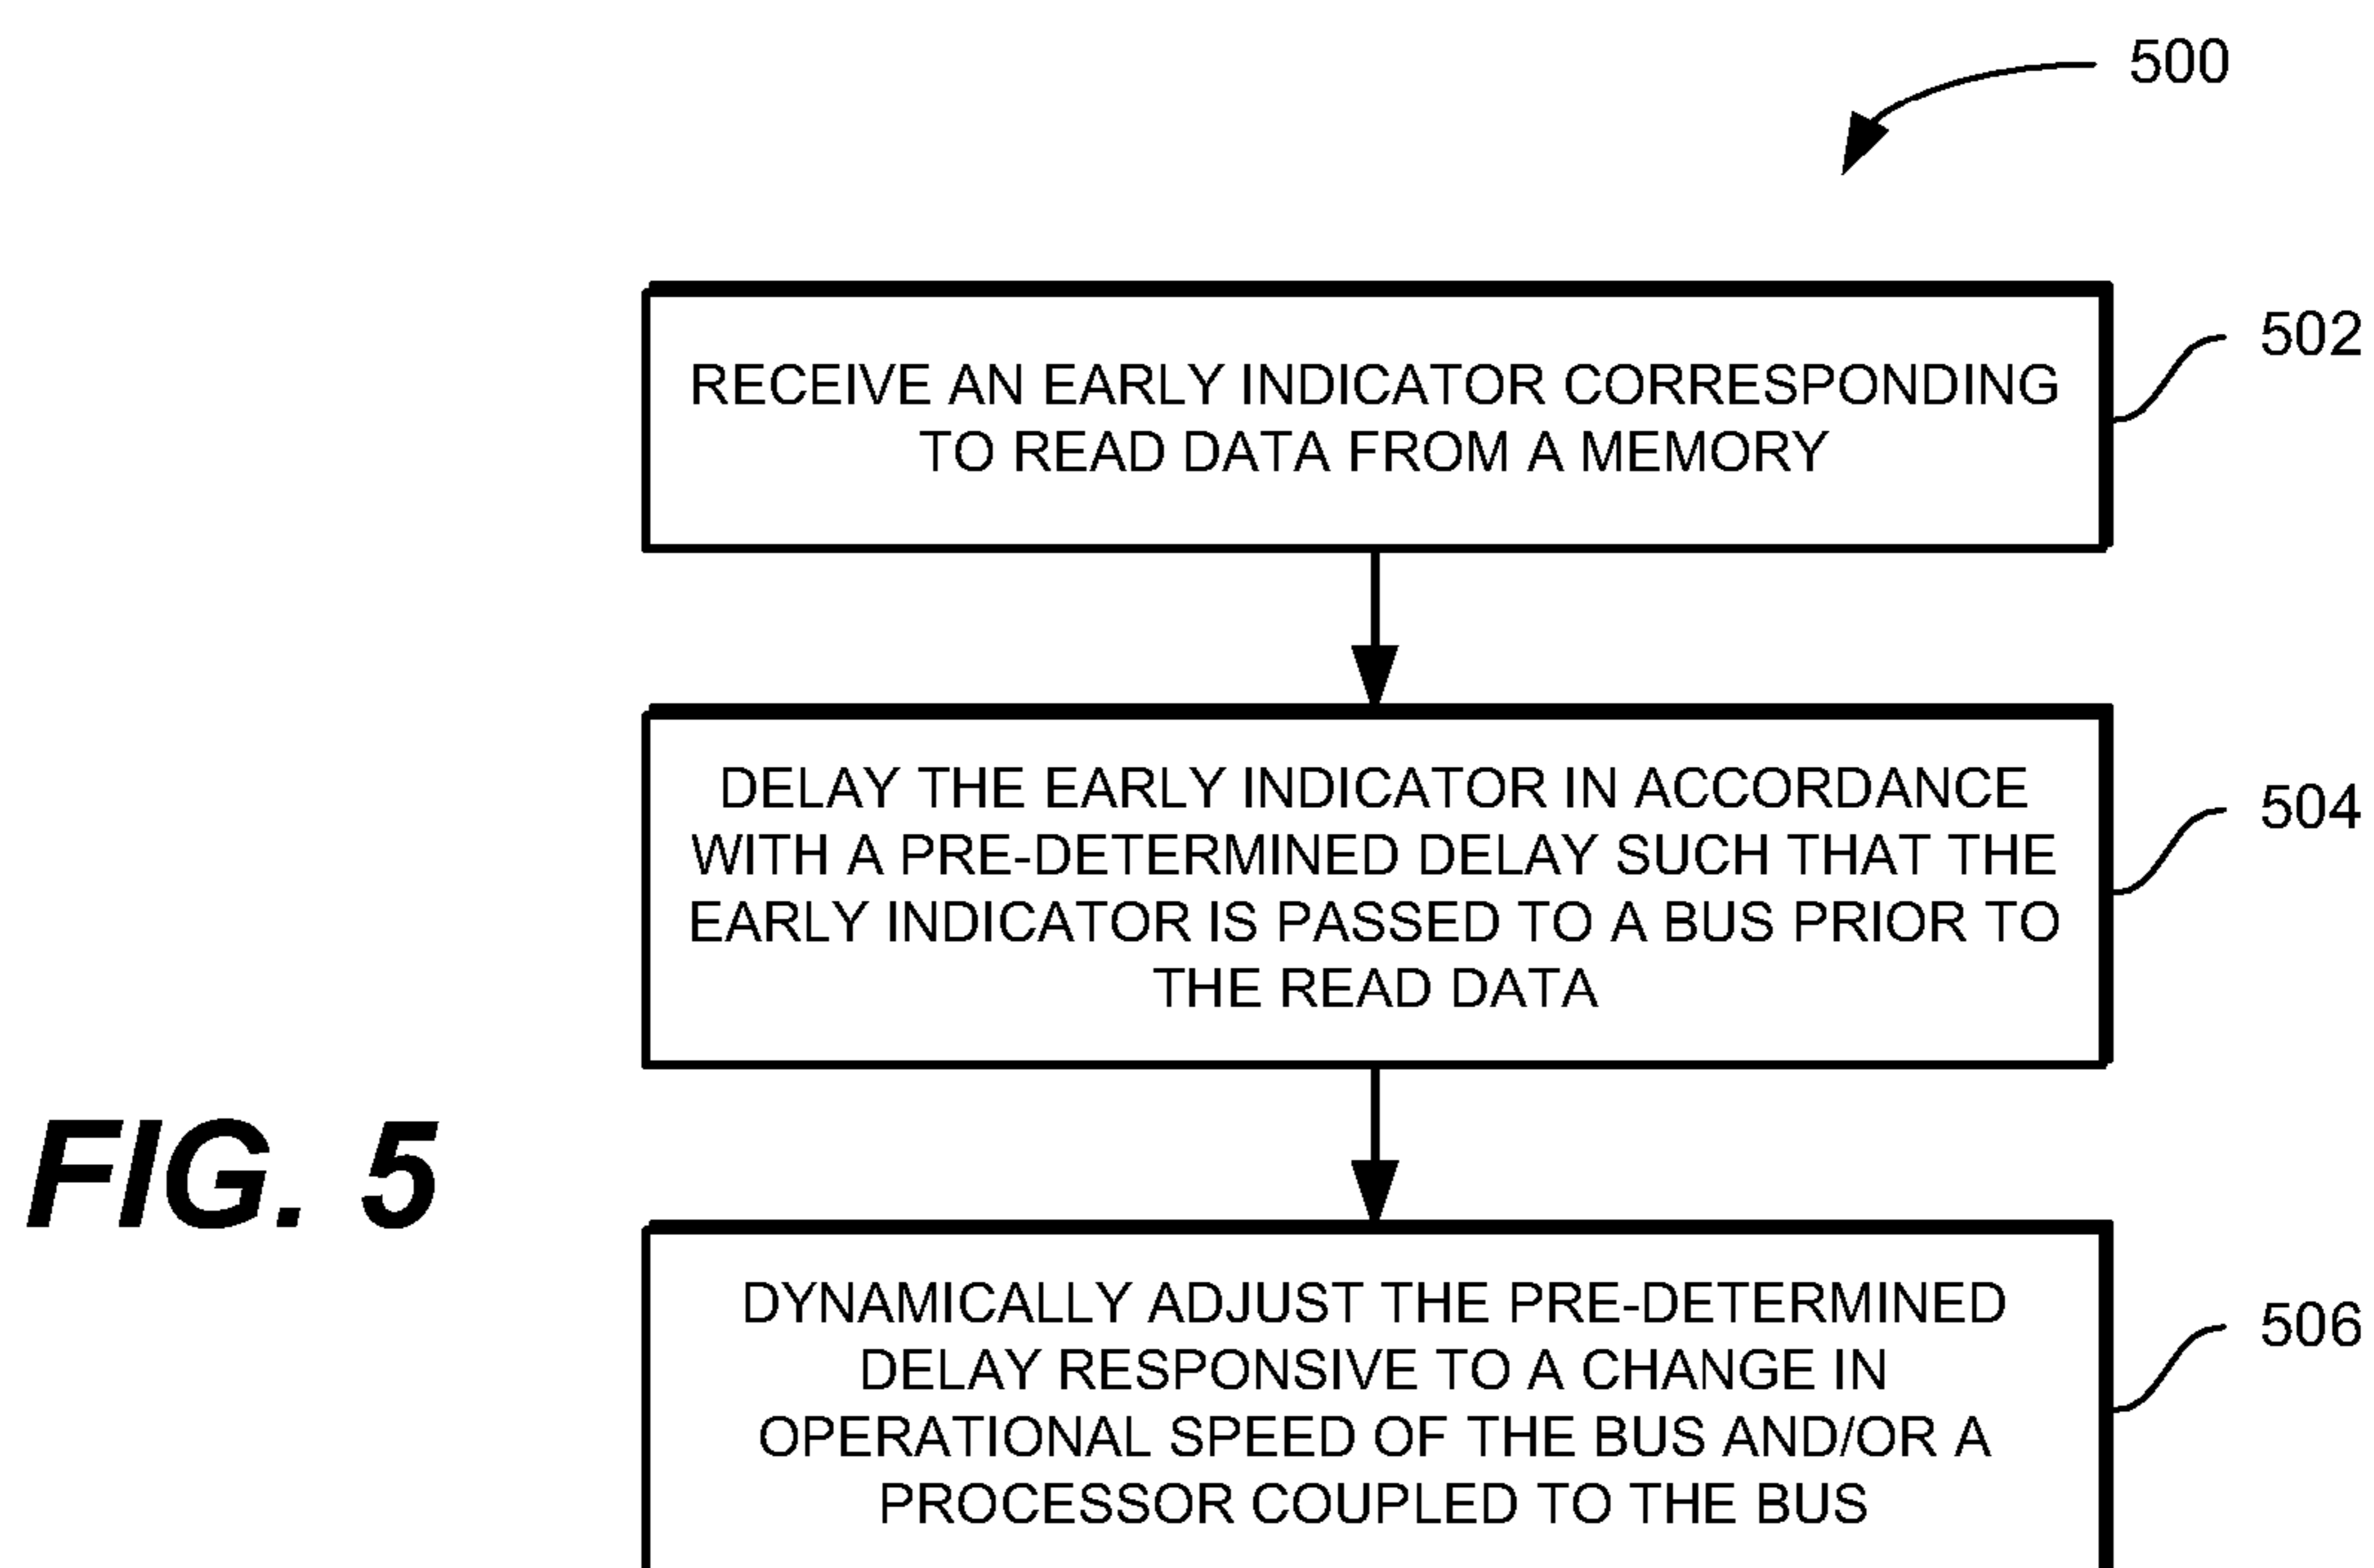 500
RECEIVE AN EARLY INDICATOR CORRESPONDING
TO READ DATA FROM A MEMORY
502
DELAY THE EARLY INDICATOR IN ACCORDANCE
WITH A PRE-DETERMINED DELAY SUCH THAT THE
EARLY INDICATOR IS PASSED TO A BUS PRIOR TO
THE READ DATA
504
FIG. 5
DYNAMICALLY ADJUST THE PRE-DETERMINED
DELAY RESPONSIVE TO A CHANGE IN
OPERATIONAL SPEED OF THE BUS AND/OR A
PROCESSOR COUPLED TO THE BUS
506